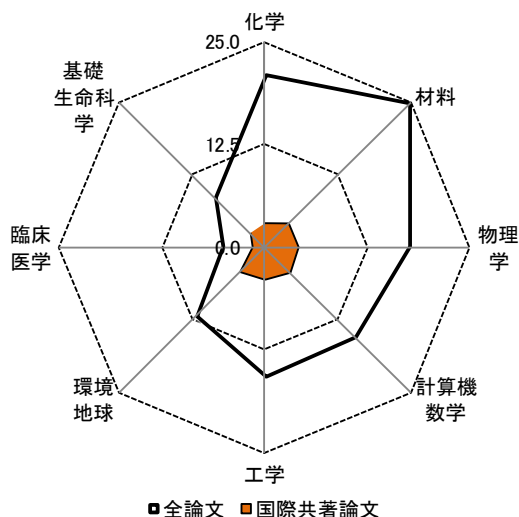 化学
25.0
基礎
生命科
学
材料
12.5
臨床
医学
0.0
物理
学
環境
地球
計算機
数学
工学
全論文 国際共著論文